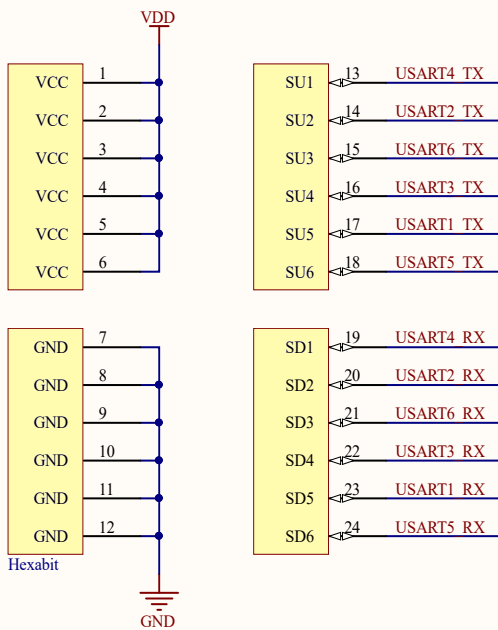 VDD
VCC 1
VCC 2
VCC 3
VCC 4
VCC 5
VCC 6
SU1 13 USART4_TX
SU2 14 USART2_TX
SU3 15 USART6_TX
SU4 16 USART3_TX
SU5 17 USART1_TX
SU6 18 USART5_TX
GND 7
GND 8
GND 9
GND 10
GND 11
GND 12
Hexabit
GND
SD1 19 USART4_RX
SD2 20 USART2_RX
SD3 21 USART6_RX
SD4 22 USART3_RX
SD5 23 USART1_RX
SD6 24 USART5_RX